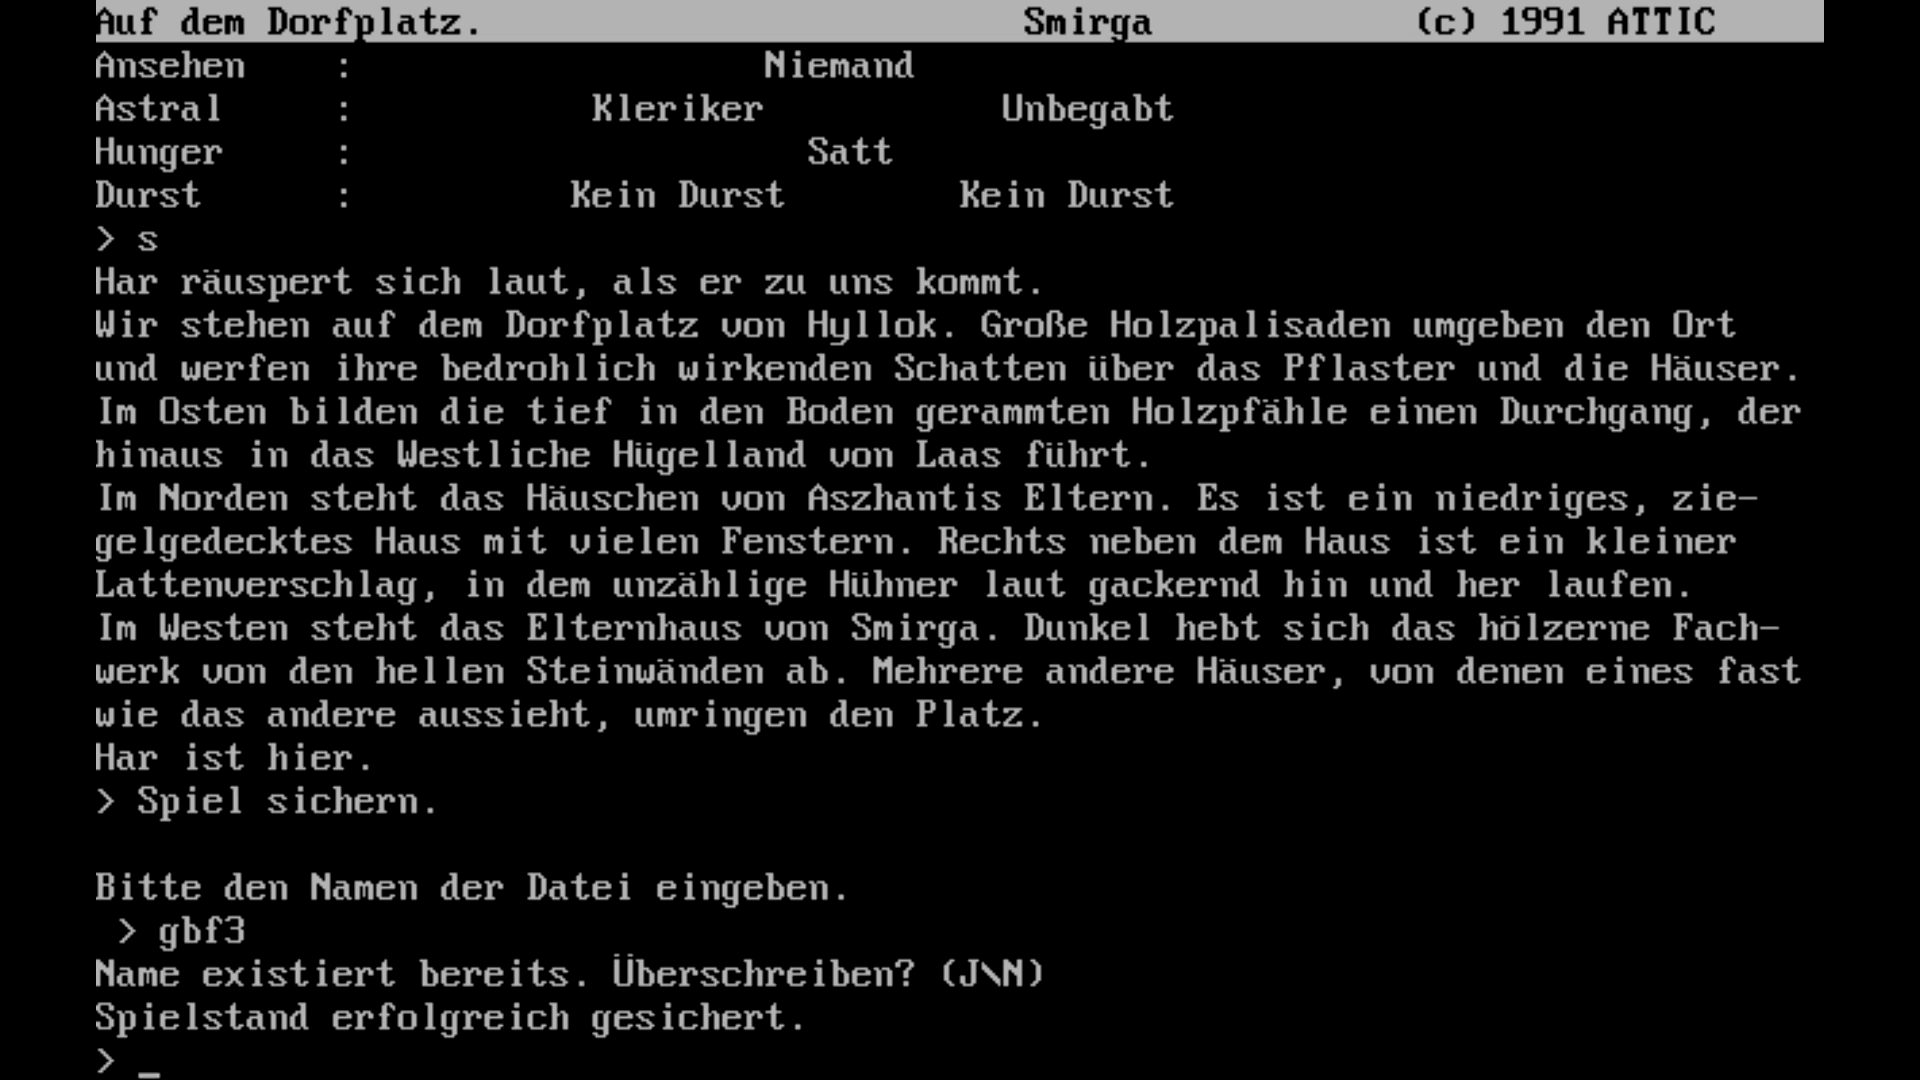 Auf dem Dorfplatz. Smirga (c) 1991 ATTIC
Ansehen : Niemand
Astral : Kleriker Unbegabt
Hunger : Satt
Durst : Kein Durst Kein Durst
> s
Har räuspert sich laut, als er zu uns kommt.
Wir stehen auf dem Dorfplatz von Hyllok. Große Holzpalisaden umgeben den Ort
und werfen ihre bedrohlich wirkenden Schatten über das Pflaster und die Häuser.
Im Osten bilden die tief in den Boden gerammten Holzpfähle einen Durchgang, der
hinaus in das Westliche Hügelland von Laas führt.
Im Norden steht das Häuschen von Aszhantis Eltern. Es ist ein niedriges, zie-
gelgedecktes Haus mit vielen Fenstern. Rechts neben dem Haus ist ein kleiner
Lattenverschlag, in dem unzählige Hühner laut gackernd hin und her laufen.
Im Westen steht das Elternhaus von Smirga. Dunkel hebt sich das hölzerne Fach-
werk von den hellen Steinwänden ab. Mehrere andere Häuser, von denen eines fast
wie das andere aussieht, umringen den Platz.
Har ist hier.
> Spiel sichern.
Bitte den Namen der Datei eingeben.
> gbf3
Name existiert bereits. Überschreiben? (J\N)
Spielstand erfolgreich gesichert.
> _